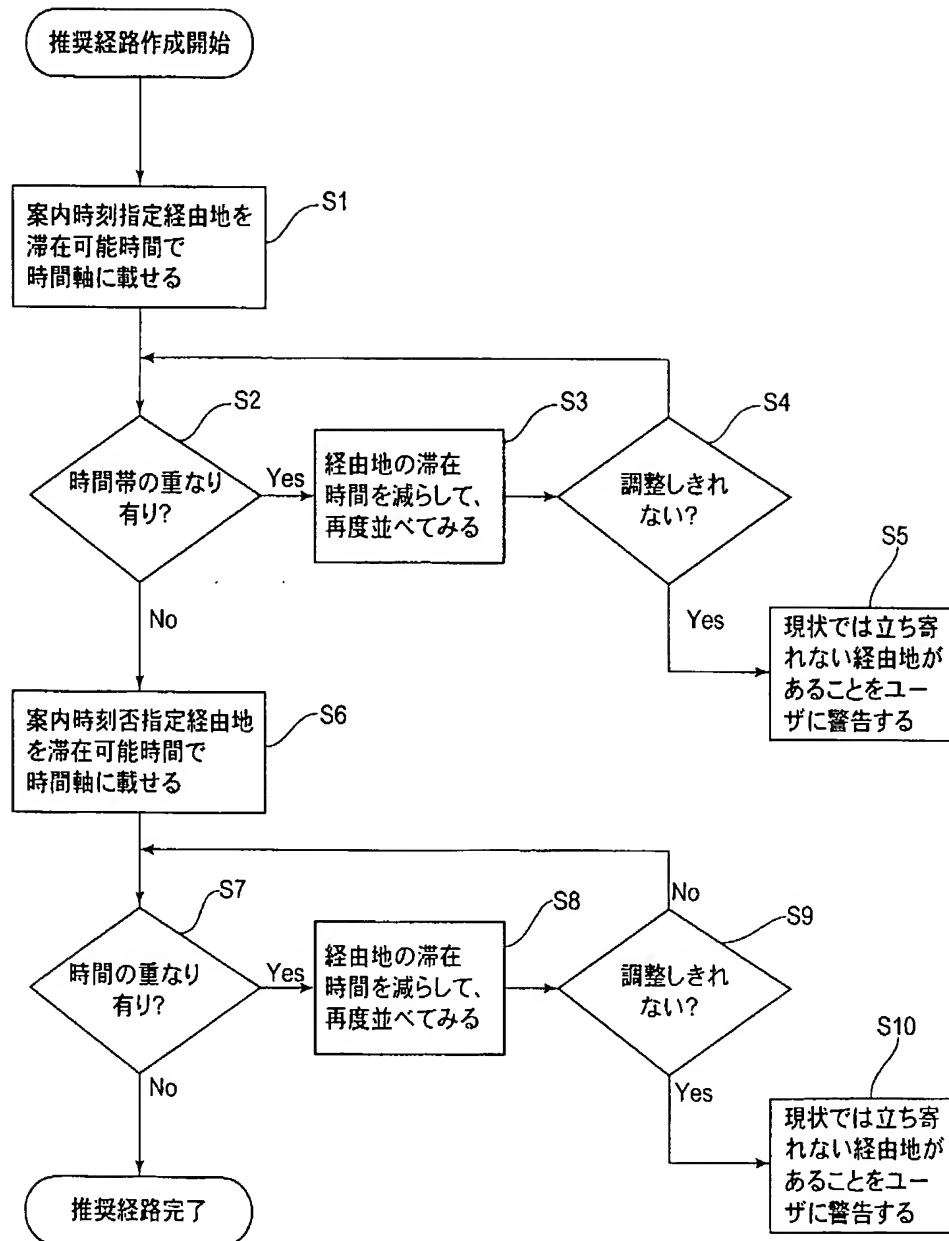 推奨経路作成開始
案内時刻指定経由地を
滞在可能時間で
時間軸に載せる
S1
時間帯の重なり
有り?
S2
Yes
経由地の滞在
時間を減らして、
再度並べてみる
S3
調整しきれ
ない?
S4
No
Yes
現状では立ち寄
れない経由地が
あることをユー
ザに警告する
S5
案内時刻否指定経由地
を滞在可能時間で
時間軸に載せる
S6
時間の重なり
有り?
S7
Yes
経由地の滞在
時間を減らして、
再度並べてみる
S8
No
調整しきれ
ない?
S9
No
Yes
現状では立ち寄
れない経由地が
あることをユー
ザに警告する
S10
推奨経路完了